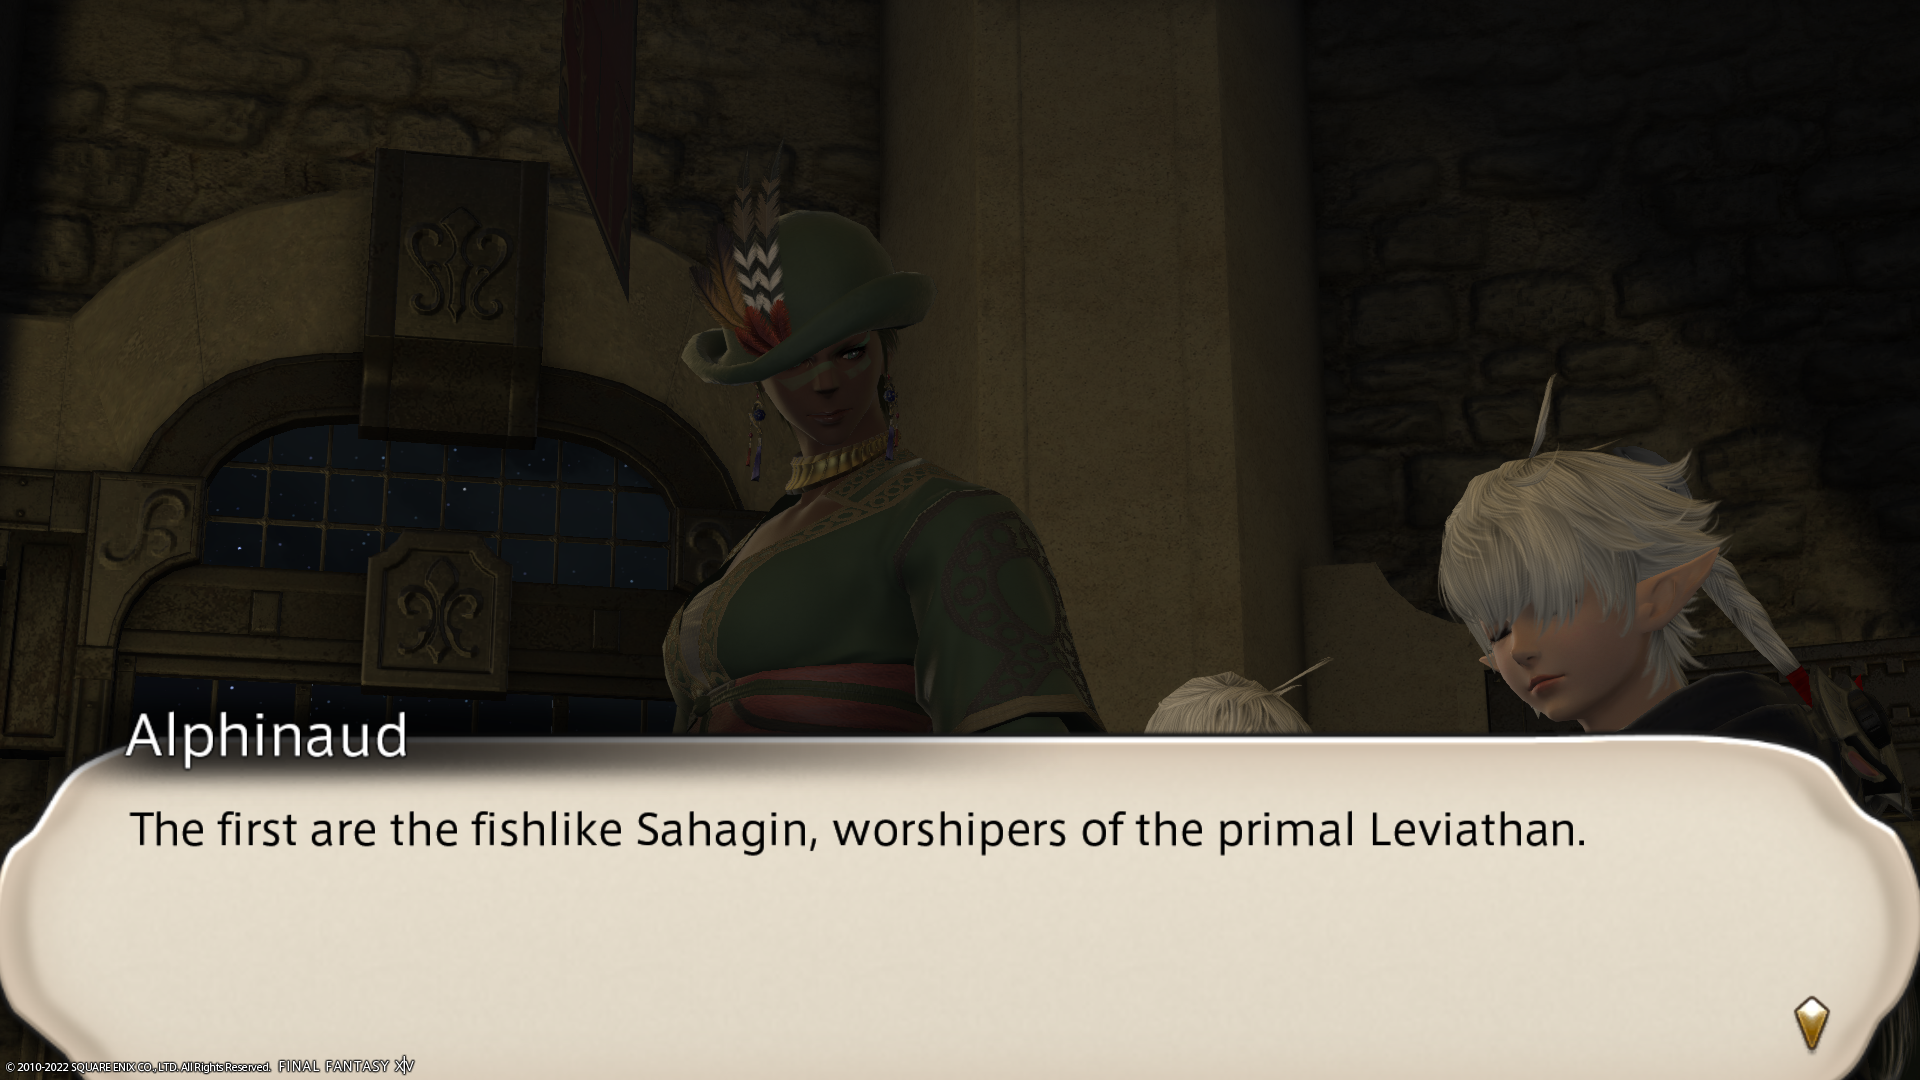 Alphinaud
The first are the fishlike Sahagin, worshipers of the primal Leviathan.
© 2010-2022 SQUARE ENIX CO., LTD. All Rights Reserved. FINAL FANTASY XIV